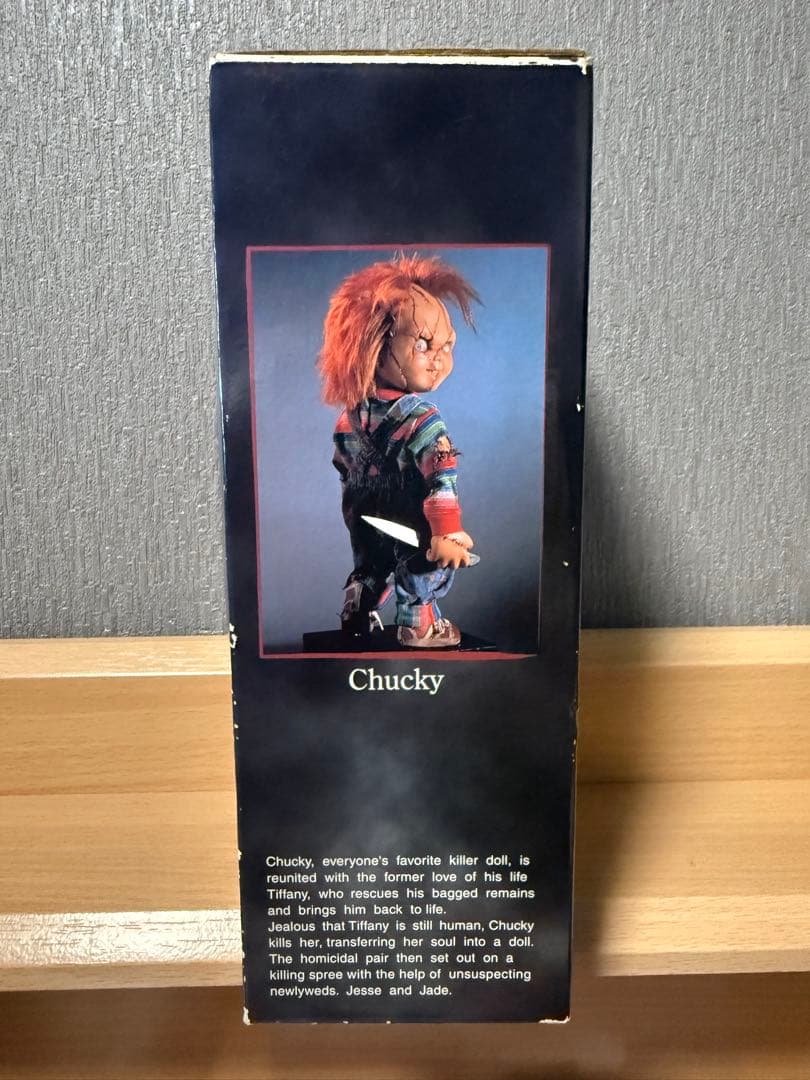 Chucky
Chucky, everyone's favorite killer doll, is
reunited with the former love of his life
Tiffany, who rescues his bagged remains
and brings him back to life.
Jealous that Tiffany is still human, Chucky
kills her, transferring her soul into a doll.
The homicidal pair then set out on a
killing spree with the help of unsuspecting
newlyweds. Jesse and Jade.